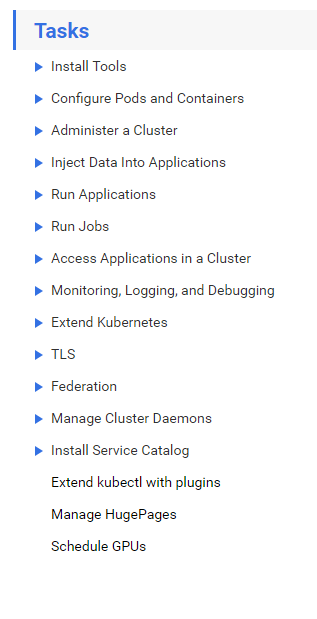 Tasks
Install Tools
Configure Pods and Containers
Administer a Cluster
Inject Data Into Applications
Run Applications
Run Jobs
Access Applications in a Cluster
Monitoring, Logging, and Debugging
Extend Kubernetes
TLS
Federation
Manage Cluster Daemons
Install Service Catalog
Extend kubectl with plugins
Manage HugePages
Schedule GPUs